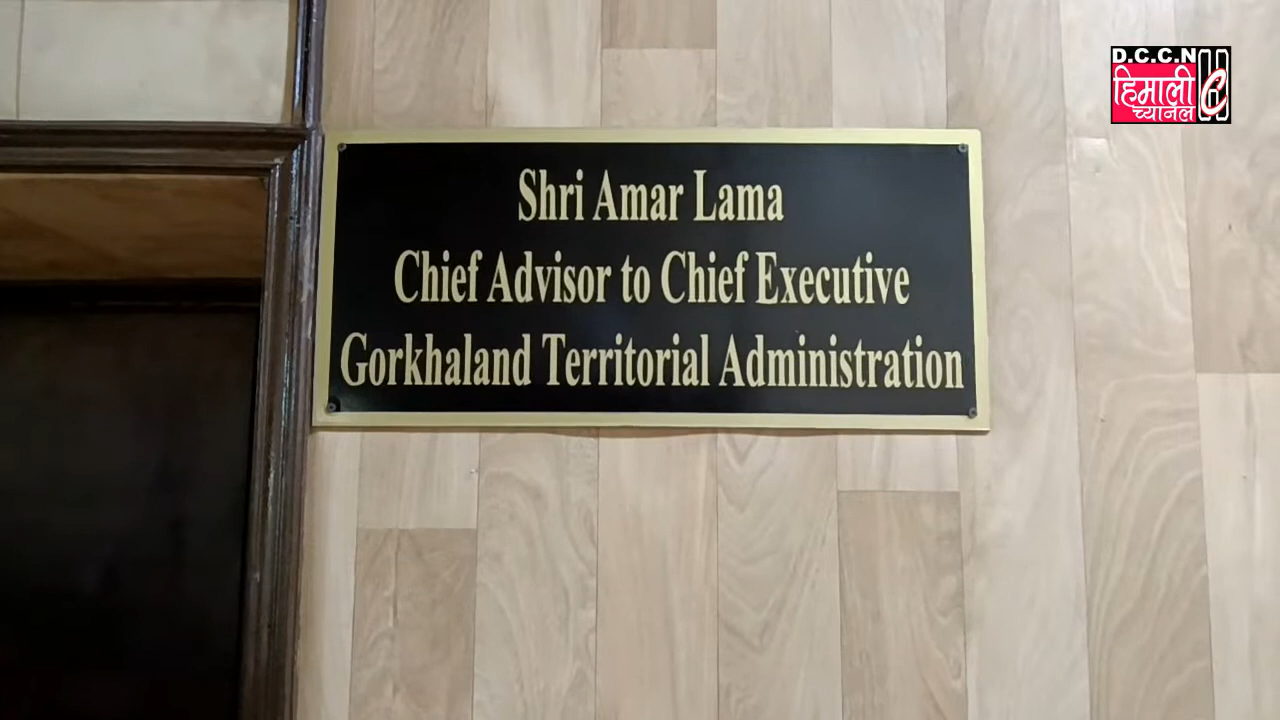 D.C.C.N
हिमाली
च्यानल
Shri Amar Lama
Chief Advisor to Chief Executive
Gorkhaland Territorial Administration